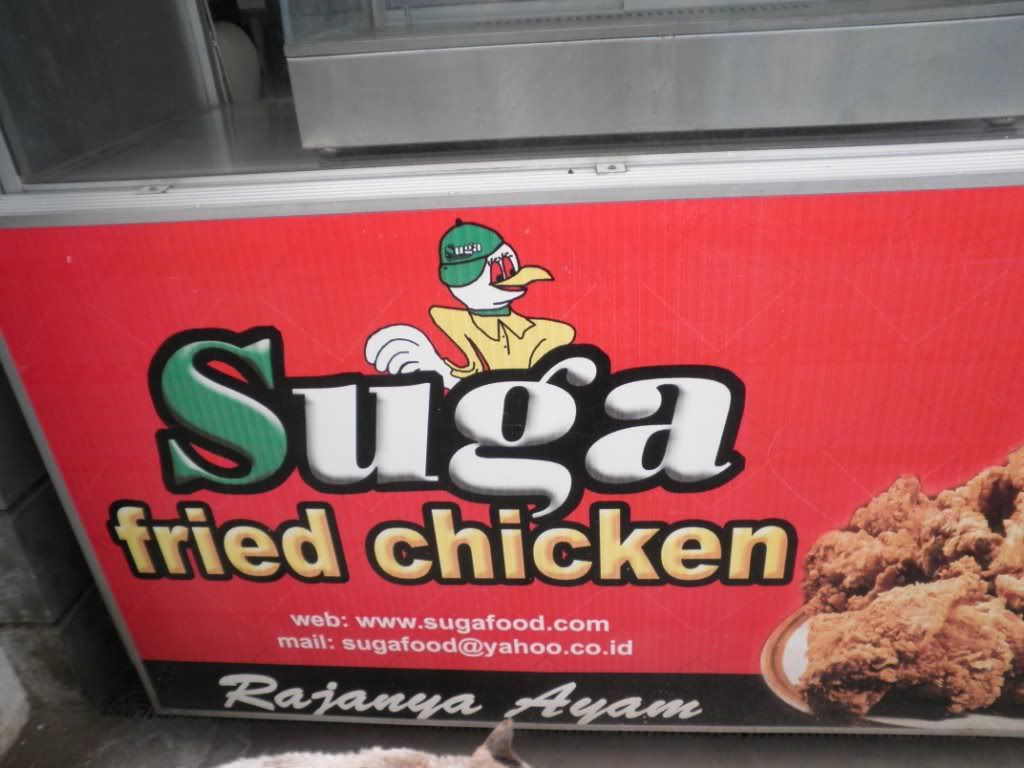 Suga
Suga
fried chicken
web: www.sugafood.com
mail: sugafood@yahoo.co.id
Rajanya Ayam